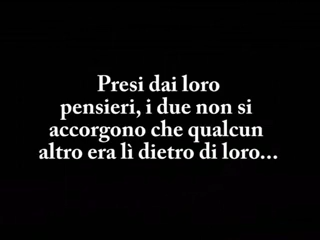 Presi dai loro
pensieri, i due non si
accorgono che qualcun
altro era lì dietro di loro...